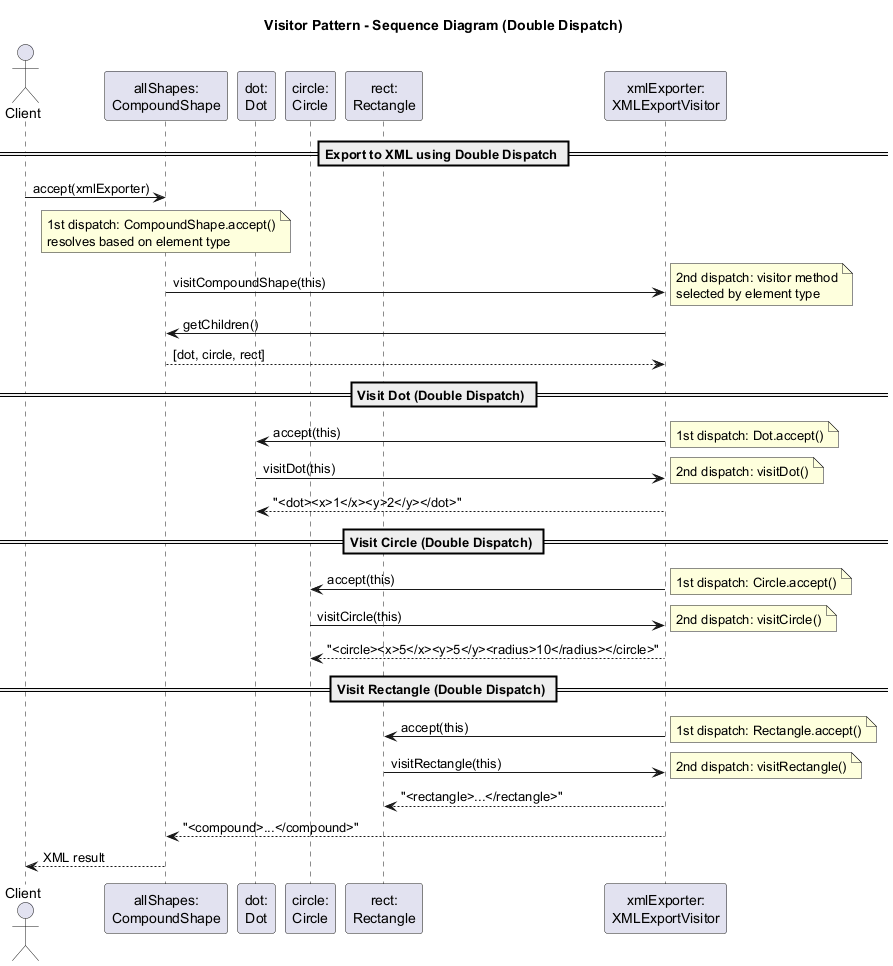 Visitor Pattern - Sequence Diagram (Double Dispatch)
Client
allShapes:
CompoundShape
dot:
Dot
circle:
Circle
rect:
Rectangle
xmlExporter:
XMLExportVisitor
Export to XML using Double Dispatch
accept(xmlExporter)
1st dispatch: CompoundShape.accept()
resolves based on element type
visitCompoundShape(this)
2nd dispatch: visitor method
selected by element type
getChildren()
[dot, circle, rect]
Visit Dot (Double Dispatch)
accept(this)
1st dispatch: Dot.accept()
visitDot(this)
2nd dispatch: visitDot()
"<dot><x>1</x><y>2</y></dot>"
Visit Circle (Double Dispatch)
accept(this)
1st dispatch: Circle.accept()
visitCircle(this)
2nd dispatch: visitCircle()
"<circle><x>5</x><y>5</y><radius>10</radius></circle>"
Visit Rectangle (Double Dispatch)
accept(this)
1st dispatch: Rectangle.accept()
visitRectangle(this)
2nd dispatch: visitRectangle()
"<rectangle>...</rectangle>"
"<compound>...</compound>"
XML result
Client
allShapes:
CompoundShape
dot:
Dot
circle:
Circle
rect:
Rectangle
xmlExporter:
XMLExportVisitor